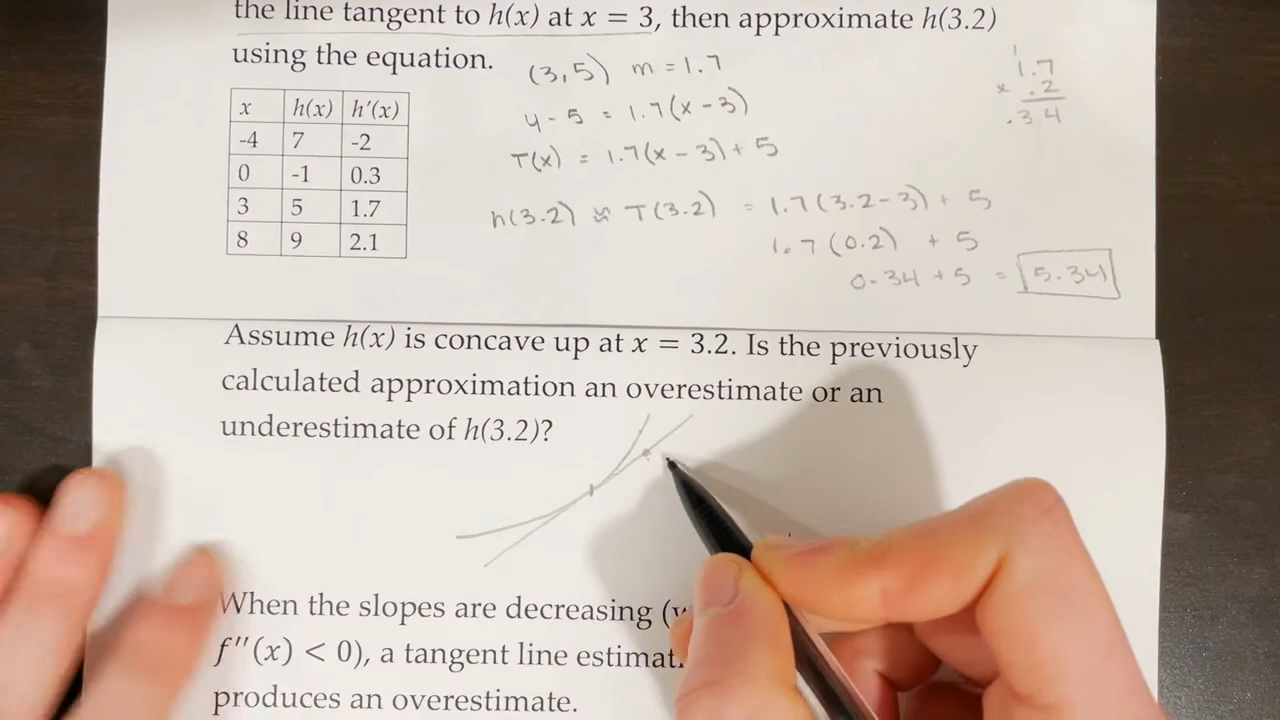 the line tangent to h(x) at x = 3, then approximate h(3.2)
using the equation.
(3,5) m = 1.7
y - 5 = 1.7(x - 3)
T(x) = 1.7(x - 3) + 5
h(3.2) ≈ T(3.2) = 1.7(3.2-3) + 5
1.7(0.2) + 5
0.34 + 5 = 5.34
1
1.7
× .2
.34
x h(x) h'(x)
-4 7 -2
0 -1 0.3
3 5 1.7
8 9 2.1
Assume h(x) is concave up at x = 3.2. Is the previously
calculated approximation an overestimate or an
underestimate of h(3.2)?
When the slopes are decreasing (
f''(x) < 0), a tangent line
produces an overestimate.